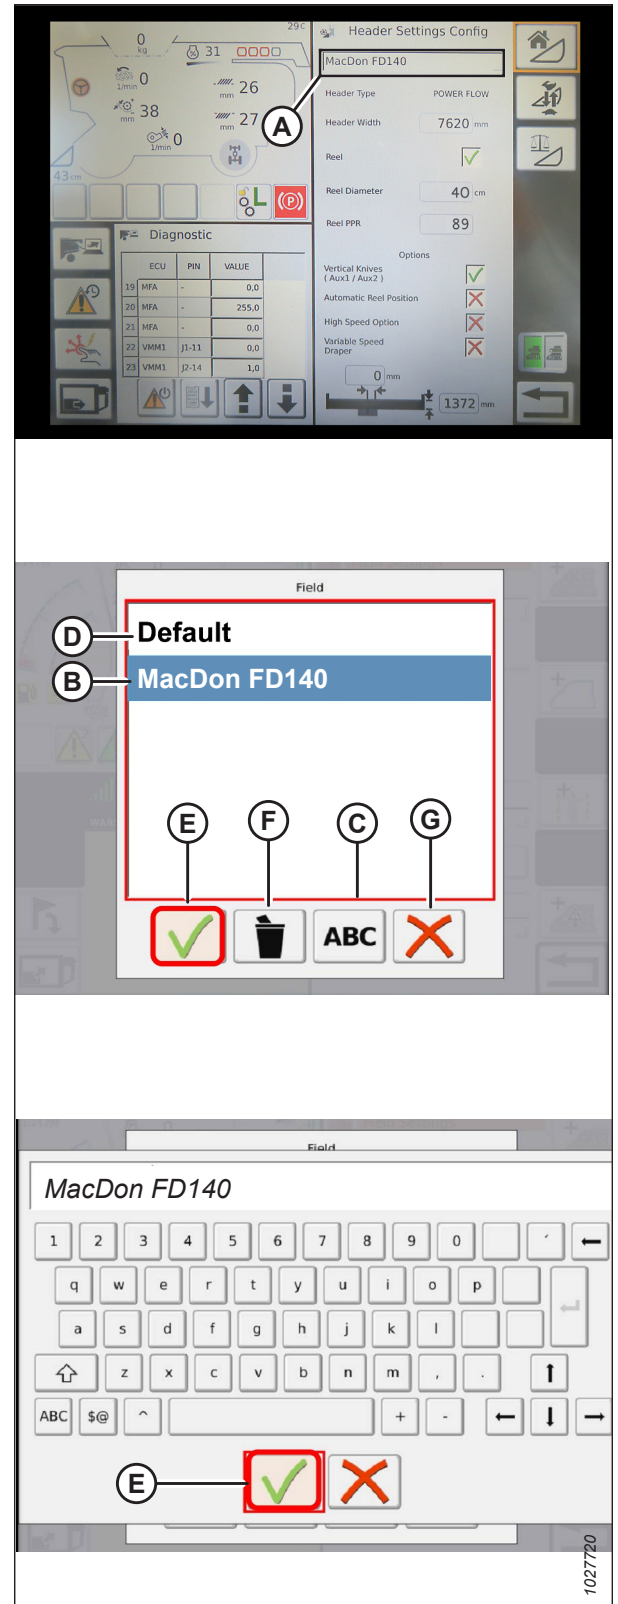 29C
0
kg
31
0
1/min
mm 26
38
mm
mm 27
0
1/min
43 cm
L
(P)
Diagnostic
ECU PIN VALUE
19 MFA - 0,0
20 MFA - 255,0
21 MFA - 0,0
22 VMM1 J1-11 0,0
23 VMM1 J2-14 1,0
Header Settings Config
MacDon FD140
A
Header Type POWER FLOW
Header Width 7620 mm
Reel
Reel Diameter 40 cm
Reel PPR 89
Options
Vertical Knives
( Aux1 / Aux2 )
Automatic Reel Position
High Speed Option
Variable Speed
Draper
0 mm
1372 mm
Field
D Default
B MacDon FD140
E F C G
ABC
Field
MacDon FD140
1 2 3 4 5 6 7 8 9 0 ´ ←
q w e r t y u i o p
a s d f g h j k l
z x c v b n m , . ↑
ABC $@ ^ + - ← ↓ →
E
1027720